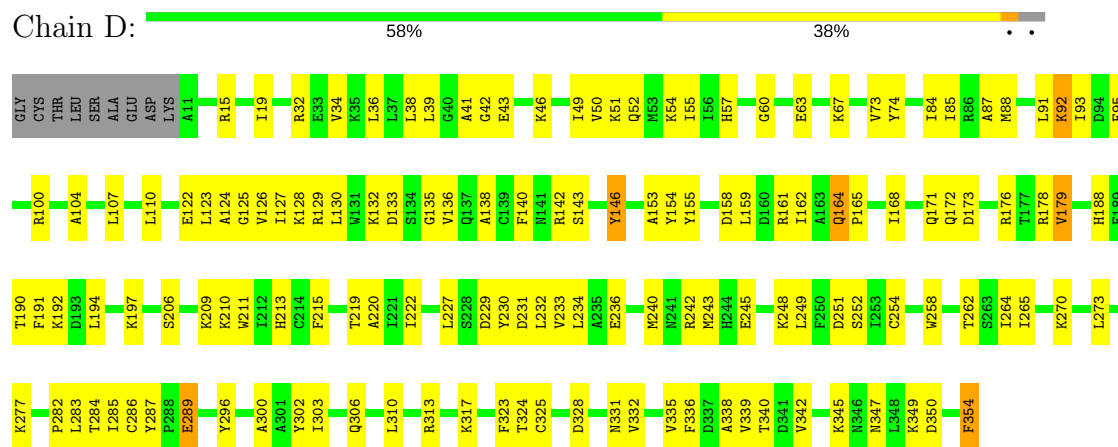 Chain D:
58% 38% • •
GLY CYS THR LEU SER ALA GLU ASP LYS A11 R15 I19 R32 E33 V34 K35 L36 L37 L38 L39 G40 A41 G42 E43 K46 I49 V50 K51 Q52 M53 K54 I55 I56 H57 G60 E63 K67 V73 Y74 I84 I85 R86 A87 M88 L91 K92 I93 D94 F95
R100 A104 L107 L110 E122 L123 A124 G125 V126 I127 K128 R129 L130 W131 K132 D133 S134 G135 V136 Q137 A138 C139 F140 N141 R142 S143 Y146 A153 Y154 Y155 D158 L159 D160 R161 I162 A163 Q164 P165 I168 Q171 Q172 D173 R176 T177 R178 V179 H188 F189
T190 F191 K192 D193 L194 K197 S206 K209 K210 W211 I212 H213 C214 F215 T219 A220 I221 I222 L227 S228 D229 Y230 D231 L232 V233 L234 A235 E236 M240 N241 R242 M243 H244 E245 K248 L249 F250 D251 S252 I253 C254 W258 T262 S263 I264 I265 K270 L273
K277 P282 L283 T284 I285 C286 Y287 P288 E289 Y296 A300 A301 Y302 I303 Q306 L310 R313 K317 F323 T324 C325 D328 N331 V332 V335 F336 D337 A338 V339 T340 D341 V342 K345 N346 N347 L348 K349 D350 F354